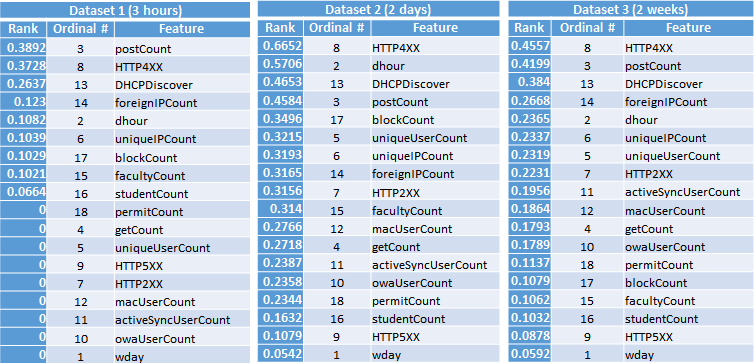 Dataset 1 (3 hours) Dataset 2 (2 days) Dataset 3 (2 weeks)
Rank Ordinal # Feature Rank Ordinal # Feature Rank Ordinal # Feature
0.3892 3 postCount 0.6652 8 HTTP4XX 0.4557 8 HTTP4XX
0.3728 8 HTTP4XX 0.5706 2 dhour 0.4199 3 postCount
0.2637 13 DHCPDiscover 0.4653 13 DHCPDiscover 0.384 13 DHCPDiscover
0.123 14 foreignIPCount 0.4584 3 postCount 0.2668 14 foreignIPCount
0.1082 2 dhour 0.3496 17 blockCount 0.2365 2 dhour
0.1039 6 uniqueIPCount 0.3215 5 uniqueUserCount 0.2337 6 uniqueIPCount
0.1029 17 blockCount 0.3193 6 uniqueIPCount 0.2319 5 uniqueUserCount
0.1021 15 facultyCount 0.3165 14 foreignIPCount 0.2231 7 HTTP2XX
0.0664 16 studentCount 0.3156 7 HTTP2XX 0.1956 11 activeSyncUserCount
0 18 permitCount 0.314 15 facultyCount 0.1864 12 macUserCount
0 4 getCount 0.2766 12 macUserCount 0.1793 4 getCount
0 5 uniqueUserCount 0.2718 4 getCount 0.1789 10 owaUserCount
0 9 HTTP5XX 0.2387 11 activeSyncUserCount 0.1137 18 permitCount
0 7 HTTP2XX 0.2358 10 owaUserCount 0.1079 17 blockCount
0 12 macUserCount 0.2344 18 permitCount 0.1062 15 facultyCount
0 11 activeSyncUserCount 0.1632 16 studentCount 0.1032 16 studentCount
0 10 owaUserCount 0.1079 9 HTTP5XX 0.0878 9 HTTP5XX
0 1 wday 0.0542 1 wday 0.0592 1 wday